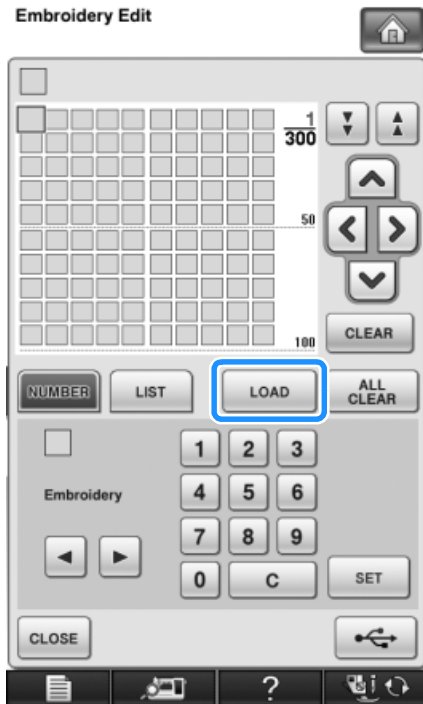 Embroidery Edit
1
300
50
100
CLEAR
NUMBER LIST LOAD ALL
CLEAR
1 2 3
Embroidery 4 5 6
7 8 9
0 C SET
CLOSE
?